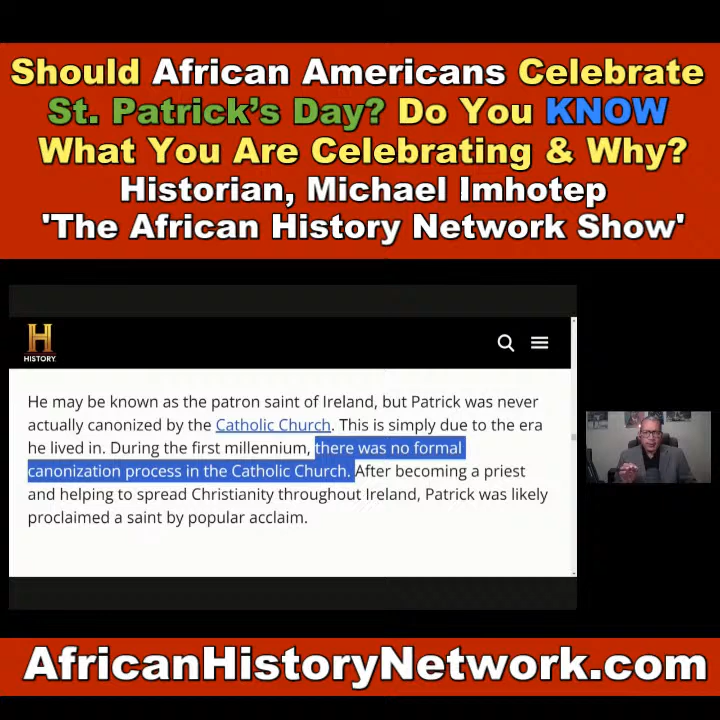 Should African Americans Celebrate
St. Patrick's Day? Do You KNOW
What You Are Celebrating & Why?
Historian, Michael Imhotep
'The African History Network Show'
H
HISTORY
He may be known as the patron saint of Ireland, but Patrick was never
actually canonized by the Catholic Church. This is simply due to the era
he lived in. During the first millennium, there was no formal
canonization process in the Catholic Church. After becoming a priest
and helping to spread Christianity throughout Ireland, Patrick was likely
proclaimed a saint by popular acclaim.
AfricanHistoryNetwork.com